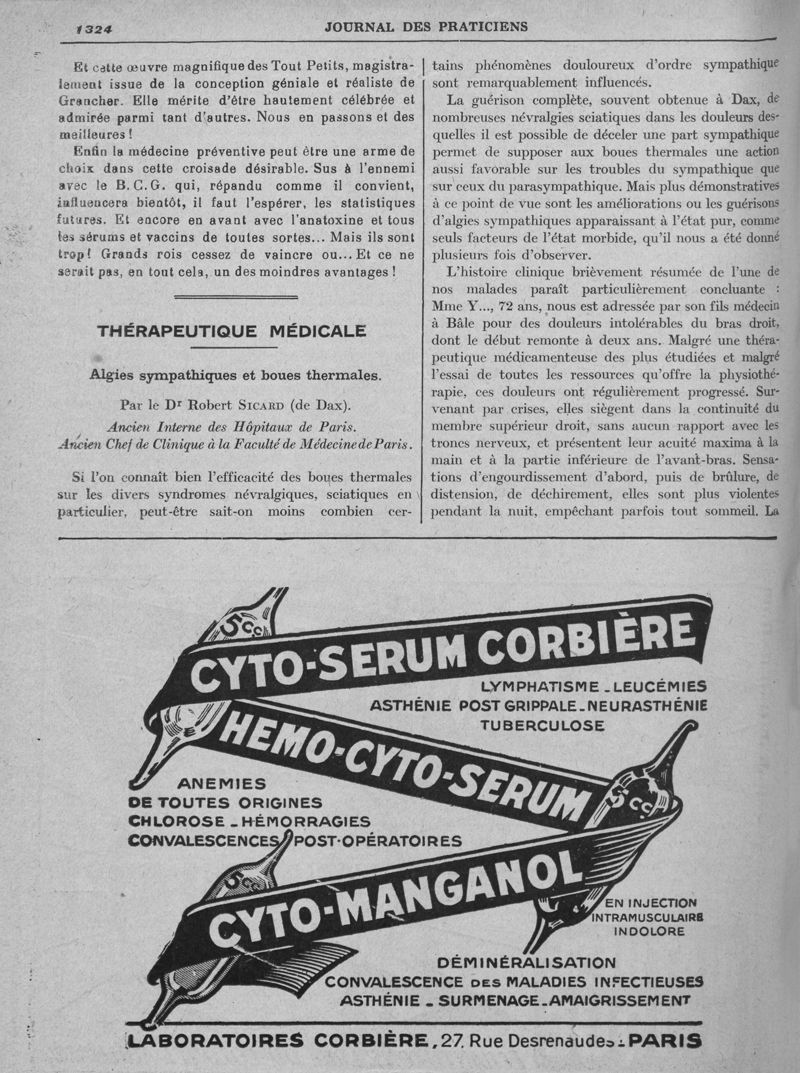 1324
JOURNAL DES PRATICIENS
Et cette œuvre magnifique des Tout Petits, magistra-
lement issue de la conception géniale et réaliste de
Grancher. Elle mérite d'être hautement célébrée et
admirée parmi tant d'autres. Nous en passons et des
meilleures !
Enfin la médecine préventive peut être une arme de
choix dans cette croisade désirable. Sus à l'ennemi
avec le B. C. G. qui, répandu comme il convient,
influencera bientôt, il faut l'espérer, les statistiques
futures. Et encore en avant avec l'anatoxine et tous
les sérums et vaccins de toutes sortes... Mais ils sont
trop! Grands rois cessez de vaincre ou... Et ce ne
serait pas, en tout cela, un des moindres avantages !
THÉRAPEUTIQUE MÉDICALE
Algies sympathiques et boues thermales.
Par le Dr Robert SICARD (de Dax).
Ancien Interne des Hôpitaux de Paris.
Ancien Chef de Clinique à la Faculté de Médecine de Paris.
Si l'on connaît bien l'efficacité des boues thermales
sur les divers syndromes névralgiques, sciatiques en
particulier, peut-être sait-on moins combien cer-
tains phénomènes douloureux d'ordre sympathique
sont remarquablement influencés.
La guérison complète, souvent obtenue à Dax, de
nombreuses névralgies sciatiques dans les douleurs des-
quelles il est possible de déceler une part sympathique
permet de supposer aux boues thermales une action
aussi favorable sur les troubles du sympathique que
sur ceux du parasympathique. Mais plus démonstratives
à ce point de vue sont les améliorations ou les guérisons
d'algies sympathiques apparaissant à l'état pur, comme
seuls facteurs de l'état morbide, qu'il nous a été donné
plusieurs fois d'observer.
L'histoire clinique brièvement résumée de l'une de
nos malades paraît particulièrement concluante :
Mme Y..., 72 ans, nous est adressée par son fils médecin
à Bâle pour des douleurs intolérables du bras droit,
dont le début remonte à deux ans. Malgré une théra-
peutique médicamenteuse des plus étudiées et malgré
l'essai de toutes les ressources qu'offre la physiothé-
rapie, ces douleurs ont régulièrement progressé. Sur-
venant par crises, elles siègent dans la continuité du
membre supérieur droit, sans aucun rapport avec les
troncs nerveux, et présentent leur acuité maxima à la
main et à la partie inférieure de l'avant-bras. Sensa-
tions d'engourdissement d'abord, puis de brûlure, de
distension, de déchirement, elles sont plus violentes
pendant la nuit, empêchant parfois tout sommeil. La
5cc
CYTO-SERUM CORBIÈRE
LYMPHATISME - LEUCÉMIES
ASTHÉNIE POST GRIPPALE - NEURASTHÉNIE
TUBERCULOSE
HEMO-CYTO-SERUM
5cc
ANEMIES
DE TOUTES ORIGINES
CHLOROSE - HÉMORRAGIES
CONVALESCENCES POST-OPÉRATOIRES
5cc
CYTO-MANGANOL
EN INJECTION
INTRAMUSCULAIRE
INDOLORE
DÉMINÉRALISATION
CONVALESCENCE DES MALADIES INFECTIEUSES
ASTHÉNIE - SURMENAGE - AMAIGRISSEMENT
LABORATOIRES CORBIÈRE, 27, Rue Desrenaudes - PARIS